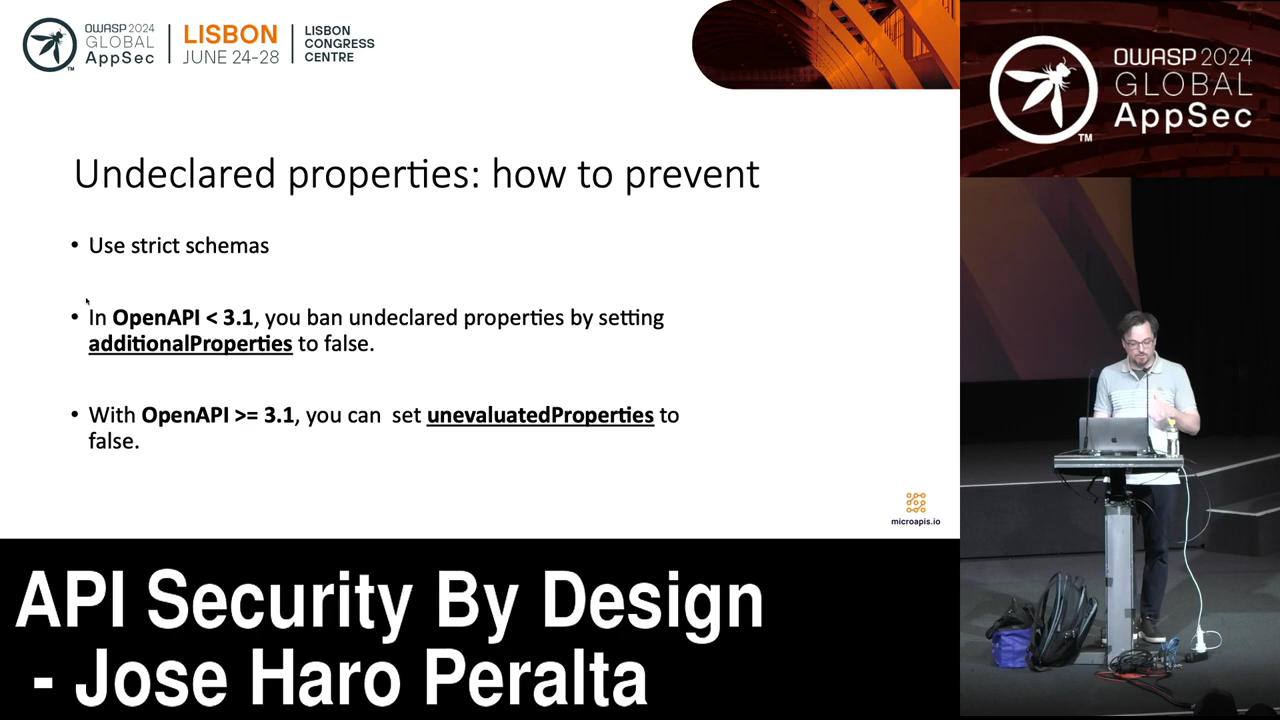 OWASP 2024
GLOBAL
AppSec
TM
LISBON
JUNE 24-28
LISBON
CONGRESS
CENTRE
Undeclared properties: how to prevent
• Use strict schemas
• In OpenAPI < 3.1, you ban undeclared properties by setting
additionalProperties to false.
• With OpenAPI >= 3.1, you can set unevaluatedProperties to
false.
microapis.io
OWASP 2024
GLOBAL
AppSec
TM
API Security By Design
- Jose Haro Peralta